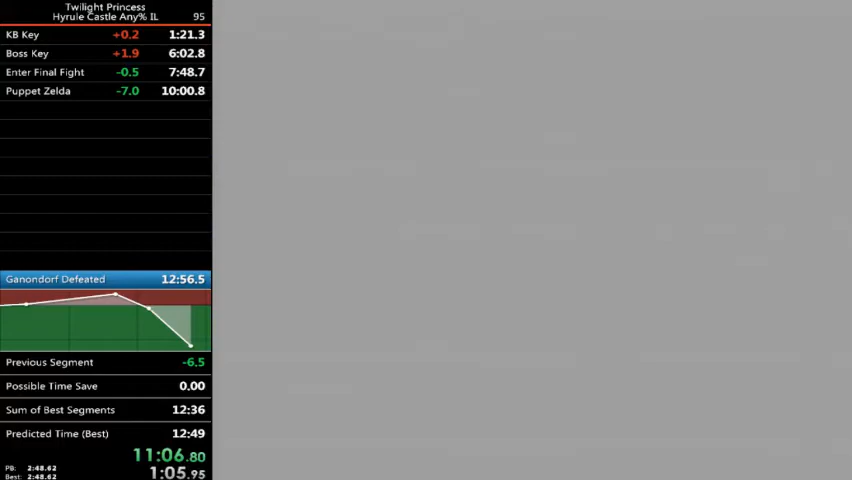 Twilight Princess
Hyrule Castle Any% IL 95
KB Key +0.2 1:21.3
Boss Key +1.9 6:02.8
Enter Final Fight -0.5 7:48.7
Puppet Zelda -7.0 10:00.8
Ganondorf Defeated 12:56.5
Previous Segment -6.5
Possible Time Save 0.00
Sum of Best Segments 12:36
Predicted Time (Best) 12:49
11:06.80
PB: 2:48.62 1:05.95
Best: 2:48.62